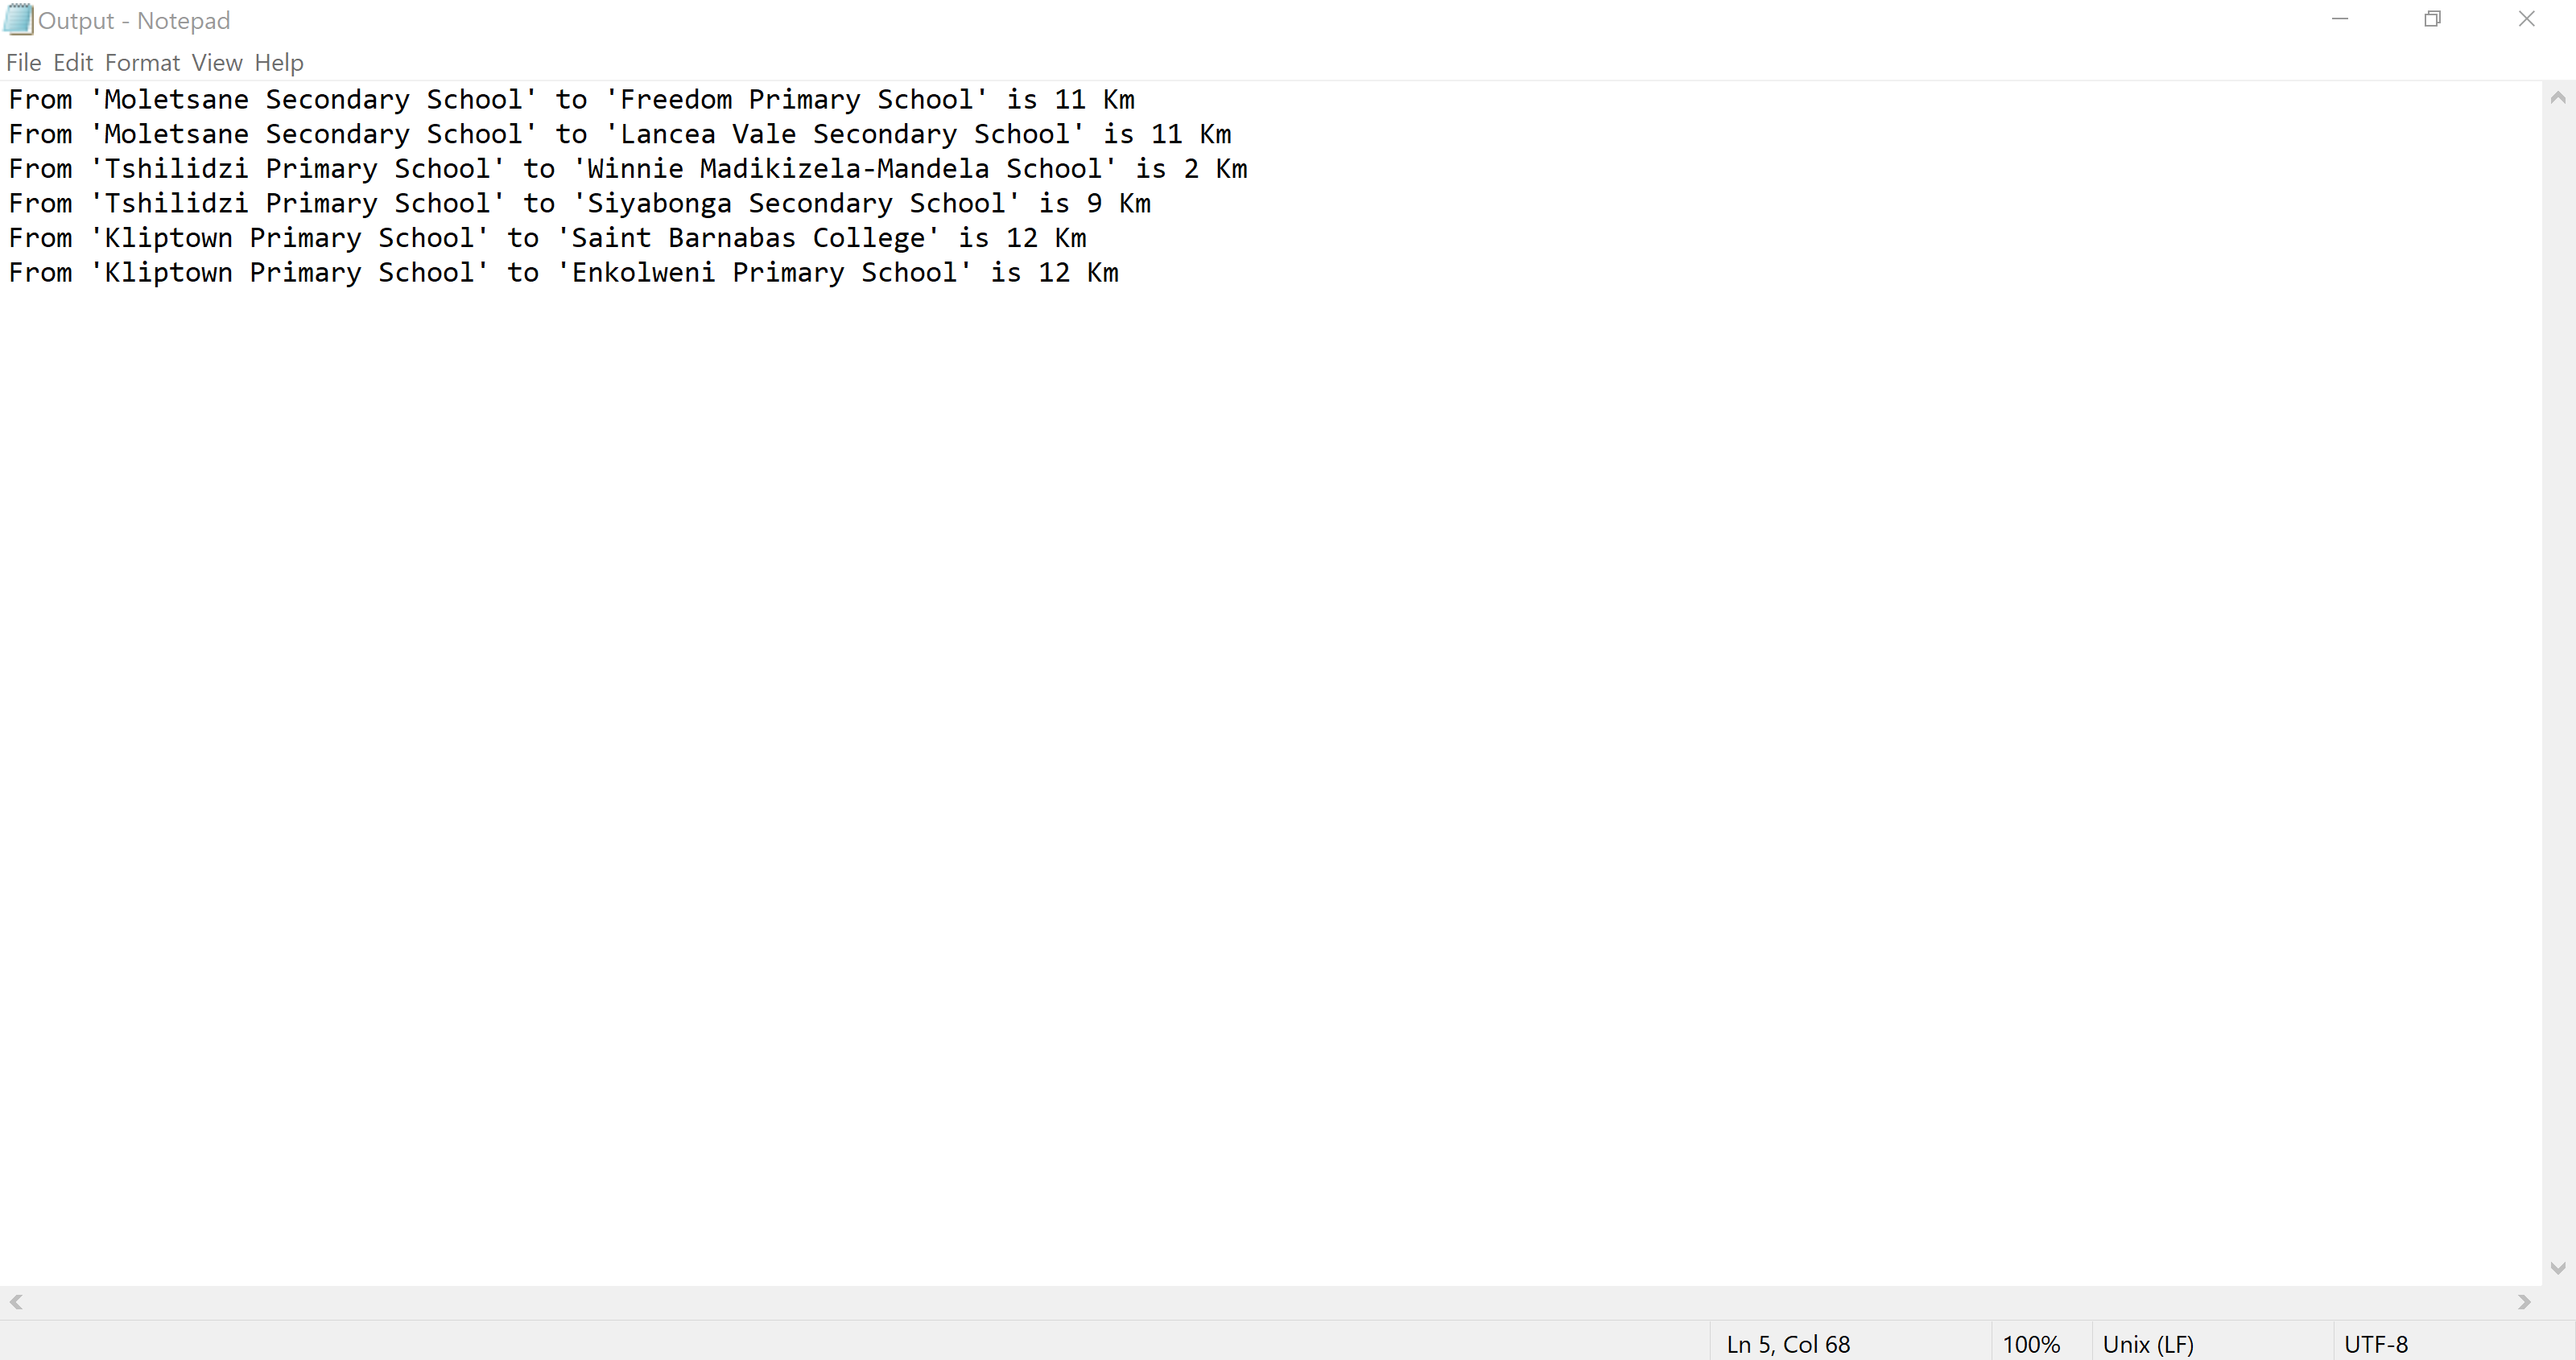 Output - Notepad
File Edit Format View Help
From 'Moletsane Secondary School' to 'Freedom Primary School' is 11 Km
From 'Moletsane Secondary School' to 'Lancea Vale Secondary School' is 11 Km
From 'Tshilidzi Primary School' to 'Winnie Madikizela-Mandela School' is 2 Km
From 'Tshilidzi Primary School' to 'Siyabonga Secondary School' is 9 Km
From 'Kliptown Primary School' to 'Saint Barnabas College' is 12 Km
From 'Kliptown Primary School' to 'Enkolweni Primary School' is 12 Km
Ln 5, Col 68 100% Unix (LF) UTF-8